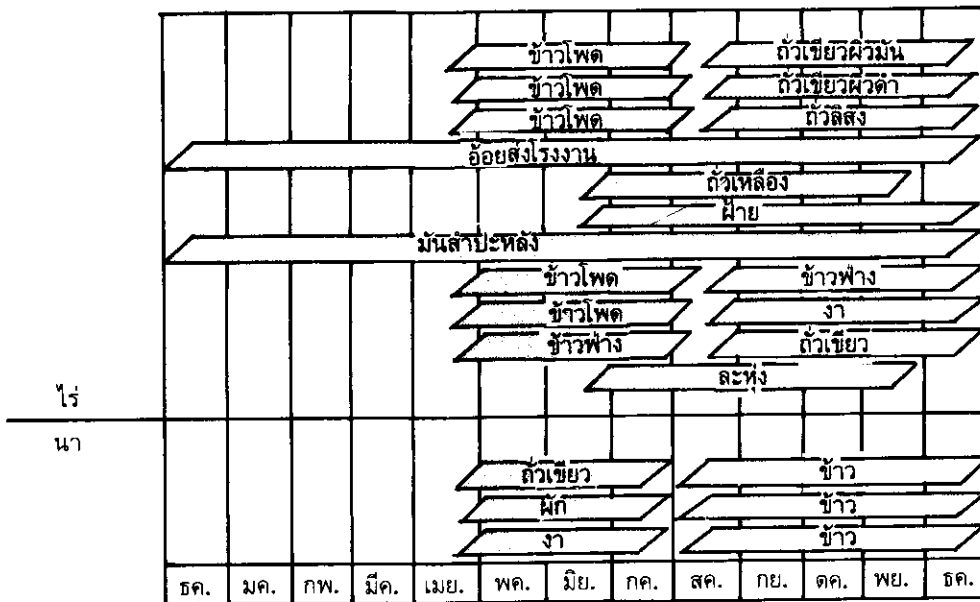 ข้าวโพด ถั่วเขียวผิวมัน
ข้าวโพด ถั่วเขียวผิวดำ
ข้าวโพด ถั่วลิสง
อ้อยส่งโรงงาน
ถั่วเหลือง
ฝ้าย
มันสำปะหลัง
ข้าวโพด ข้าวฟ่าง
ข้าวโพด งา
ข้าวฟ่าง ถั่วเขียว
ละหุ่ง
ไร่
นา
ถั่วเขียว ข้าว
ผัก ข้าว
งา ข้าว
ธค. มค. กพ. มีค. เมย. พค. มิย. กค. สค. กย. ตค. พย. ธค.